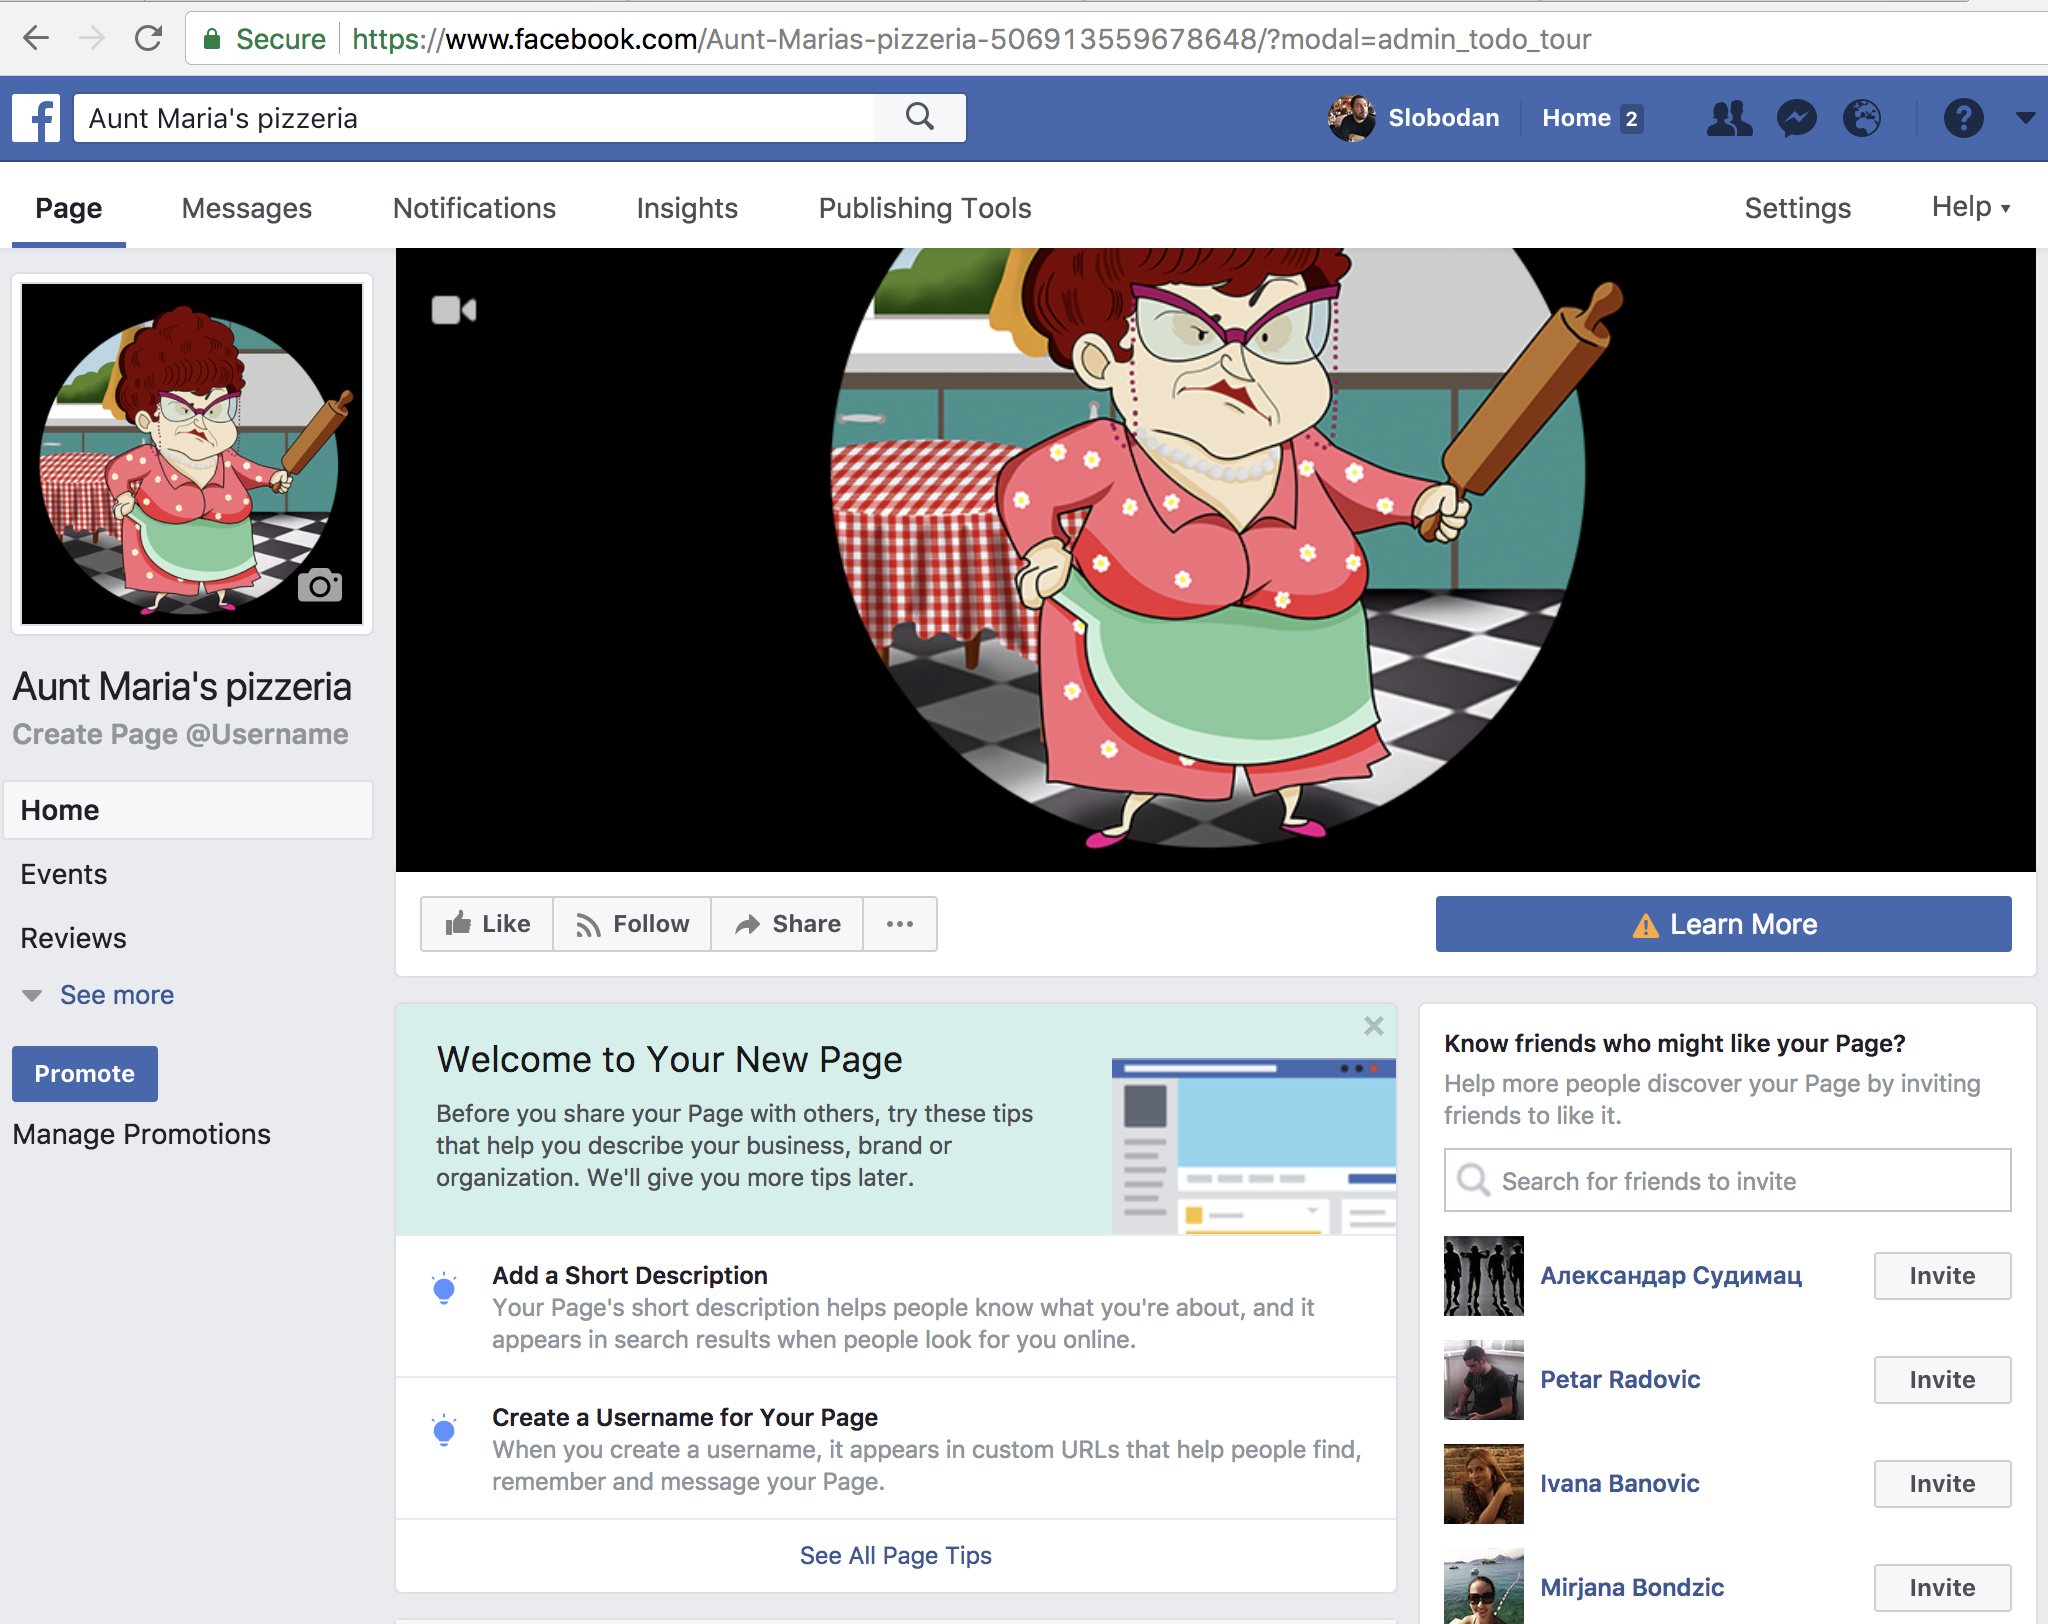 Secure https://www.facebook.com/Aunt-Marias-pizzeria-506913559678648/?modal=admin_todo_tour
f Aunt Maria's pizzeria Slobodan Home 2 ?
Page Messages Notifications Insights Publishing Tools Settings Help
Aunt Maria's pizzeria
Create Page @Username
Home
Events
Reviews
See more
Promote
Manage Promotions
Like Follow Share Learn More
Welcome to Your New Page
Before you share your Page with others, try these tips
that help you describe your business, brand or
organization. We'll give you more tips later.
Add a Short Description
Your Page's short description helps people know what you're about, and it
appears in search results when people look for you online.
Create a Username for Your Page
When you create a username, it appears in custom URLs that help people find,
remember and message your Page.
See All Page Tips
Know friends who might like your Page?
Help more people discover your Page by inviting
friends to like it.
Search for friends to invite
Александар Судимац Invite
Petar Radovic Invite
Ivana Banovic Invite
Mirjana Bondzic Invite